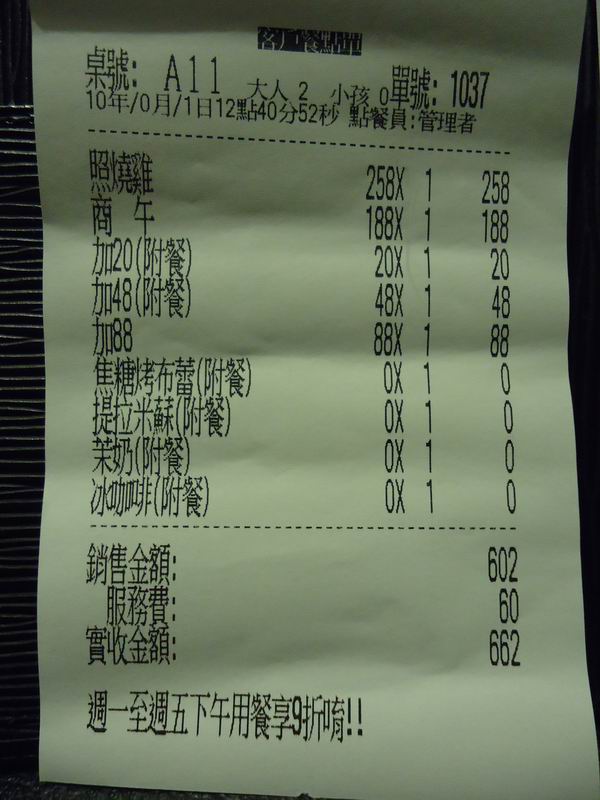 客戶餐點單
桌號: A11 大人 2 小孩 0 單號: 1037
10年/0月/1日12點40分52秒 點餐員:管理者
照燒雞 258X 1 258
商 午 188X 1 188
加20(附餐) 20X 1 20
加48(附餐) 48X 1 48
加88 88X 1 88
焦糖烤布蕾(附餐) 0X 1 0
提拉米蘇(附餐) 0X 1 0
茉奶(附餐) 0X 1 0
冰咖啡(附餐) 0X 1 0
銷售金額: 602
服務費: 60
實收金額: 662
週一至週五下午用餐享9折唷!!